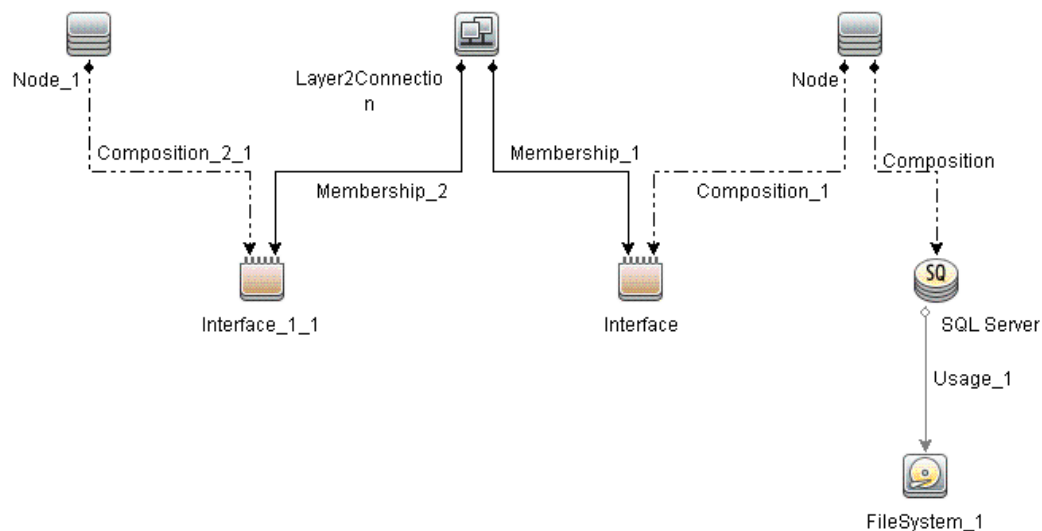 Node_1
Layer2Connectio
n
Node
Composition_2_1
Membership_1
Composition
Membership_2
Composition_1
SQ
Interface_1_1
Interface
SQL Server
Usage_1
FileSystem_1